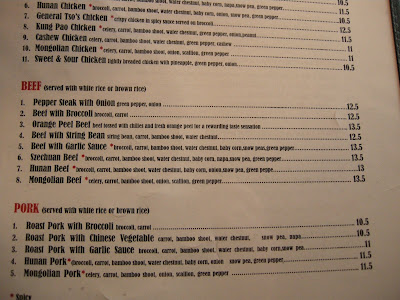 broccoli, carrot, bamboo shoot, water chestnut, baby corn, snow pea, green pepper 10.5
6. Hunan Chicken *broccoli, carrot, bamboo shoot, water chestnut, baby corn, onion, napa,snow pea, green pepper 11.5
7. General Tso's Chicken *crispy chicken in spicy sauce served on broccoli 10.5
8. Kung Pao Chicken *celery, carrot, bamboo shoot, water chestnut, green pepper, onion,peanut
9. Cashew Chicken celery, carrot, bamboo shoot, water chestnut, green pepper, cashew 11
10. Mongolian Chicken *celery, carrot, bamboo shoot, onion, scallion, green pepper 11
11. Sweet & Sour Chicken lightly breaded chicken with pineapple, green pepper, onion 10.5
BEEF (served with white rice or brown rice)
1. Pepper Steak with Onion green pepper, onion 12.5
2. Beef with Broccoli broccoli, carrot 12.5
3. Orange Peel Beef beef tossed with chilies and fresh orange peel for a rewarding taste sensation 13.5
4. Beef with String Bean string bean, carrot, bamboo shoot, water chestnut 12.5
5. Beef with Garlic Sauce *broccoli, carrot, bamboo shoot, water chestnut, baby corn,snow peas, green pepper 13.5
6. Szechuan Beef *broccoli, carrot, bamboo shoot, water chestnut, baby corn, napa,snow pea, green pepper 13.5
7. Hunan Beef *broccoli, carrot, bamboo shoot, water chestnut, baby corn, onion,snow pea, green peppe 13
8. Mongolian Beef *celery, carrot, bamboo shoot, onion, scallion, green pepper 13.5
PORK (served with white rice or brown rice)
1. Roast Pork with Broccoli broccoli, carrot 10.5
2. Roast Pork with Chinese Vegetable carrot, bamboo shoot, water chestnut, snow pea, napa 10.5
3. Roast Pork with Garlic Sauce broccoli, carrot, bamboo shoot, water chestnut, baby corn,snow pea 11
4. Hunan Pork*broccoli, carrot, bamboo shoot, water chestnut, baby corn, onion snow pea, green pepper 11.5
5. Mongolian Pork*celery, carrot, bamboo shoot, onion, scallion, green pepper 11.5
* Spicy